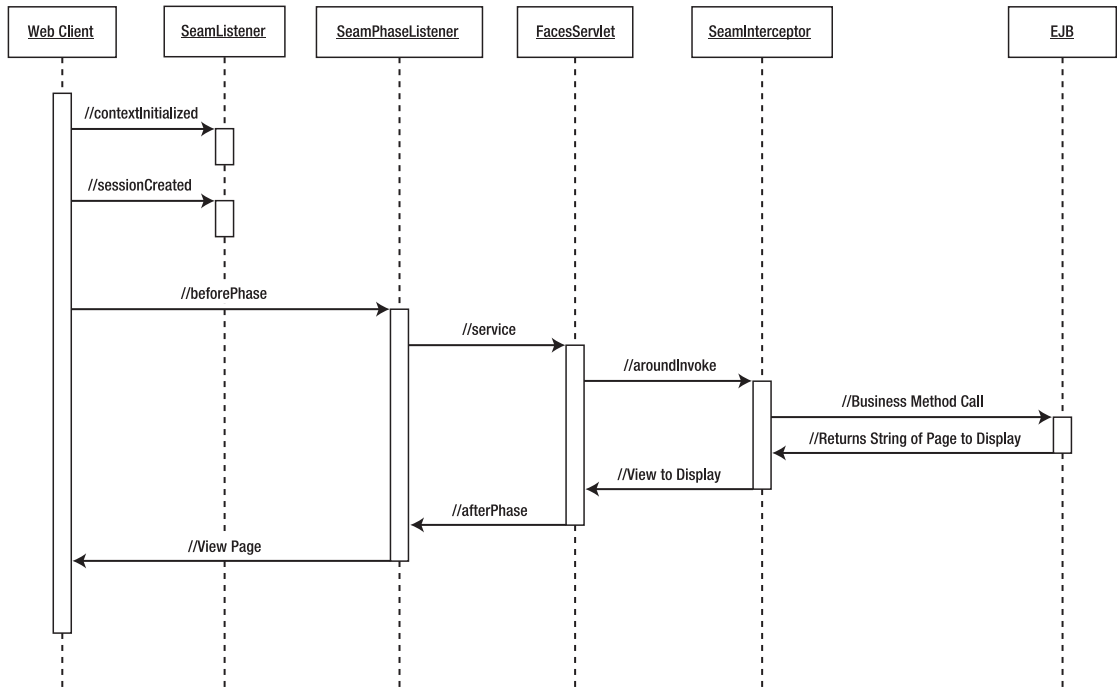 Web Client
SeamListener
SeamPhaseListener
FacesServlet
SeamInterceptor
EJB
//contextInitialized
//sessionCreated
//beforePhase
//service
//aroundInvoke
//Business Method Call
//Returns String of Page to Display
//View to Display
//afterPhase
//View Page